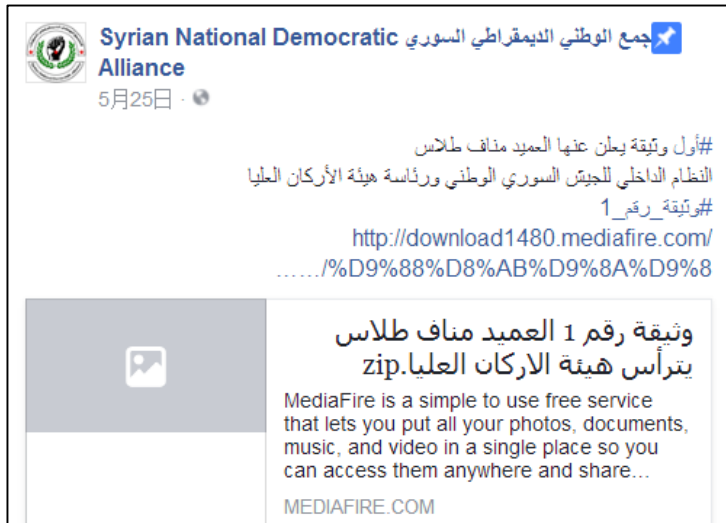 جمع الوطني الديمقراطي السوري Syrian National Democratic
Alliance
5月25日
#أول وثيقة يعلن عنها العميد مناف طلاس
النظام الداخلي للجيش السوري الوطني ورئاسة هيئة الأركان العليا
#وثيقة_رقم_1
http://download1480.mediafire.com/
……/%D9%88%D8%AB%D9%8A%D9%8
وثيقة رقم 1 العميد مناف طلاس
يترأس هيئة الاركان العليا.zip
MediaFire is a simple to use free service
that lets you put all your photos, documents,
music, and video in a single place so you
can access them anywhere and share...
MEDIAFIRE.COM